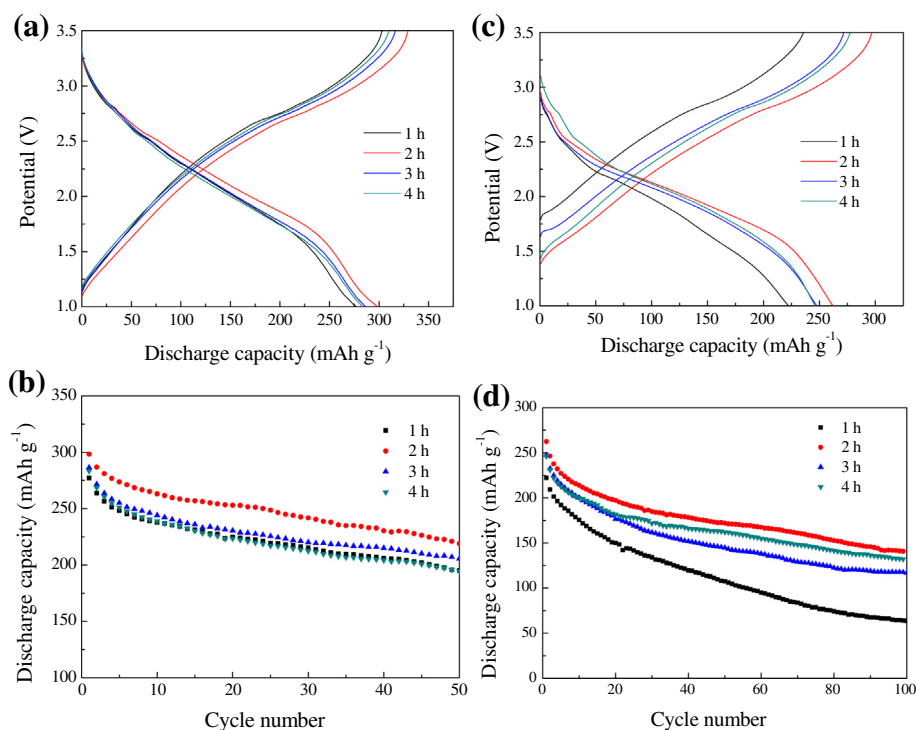 (a)
3.5
3.0
2.5
2.0
1.5
1.0
Potential (V)
1 h
2 h
3 h
4 h
0 50 100 150 200 250 300 350
Discharge capacity (mAh g⁻¹)
(c)
3.5
3.0
2.5
2.0
1.5
1.0
Potential (V)
1 h
2 h
3 h
4 h
0 50 100 150 200 250 300
Discharge capacity (mAh g⁻¹)
(b)
350
300
250
200
150
100
Discharge capacity (mAh g⁻¹)
1 h
2 h
3 h
4 h
0 10 20 30 40 50
Cycle number
(d)
300
250
200
150
100
50
0
Discharge capacity (mAh g⁻¹)
1 h
2 h
3 h
4 h
0 20 40 60 80 100
Cycle number